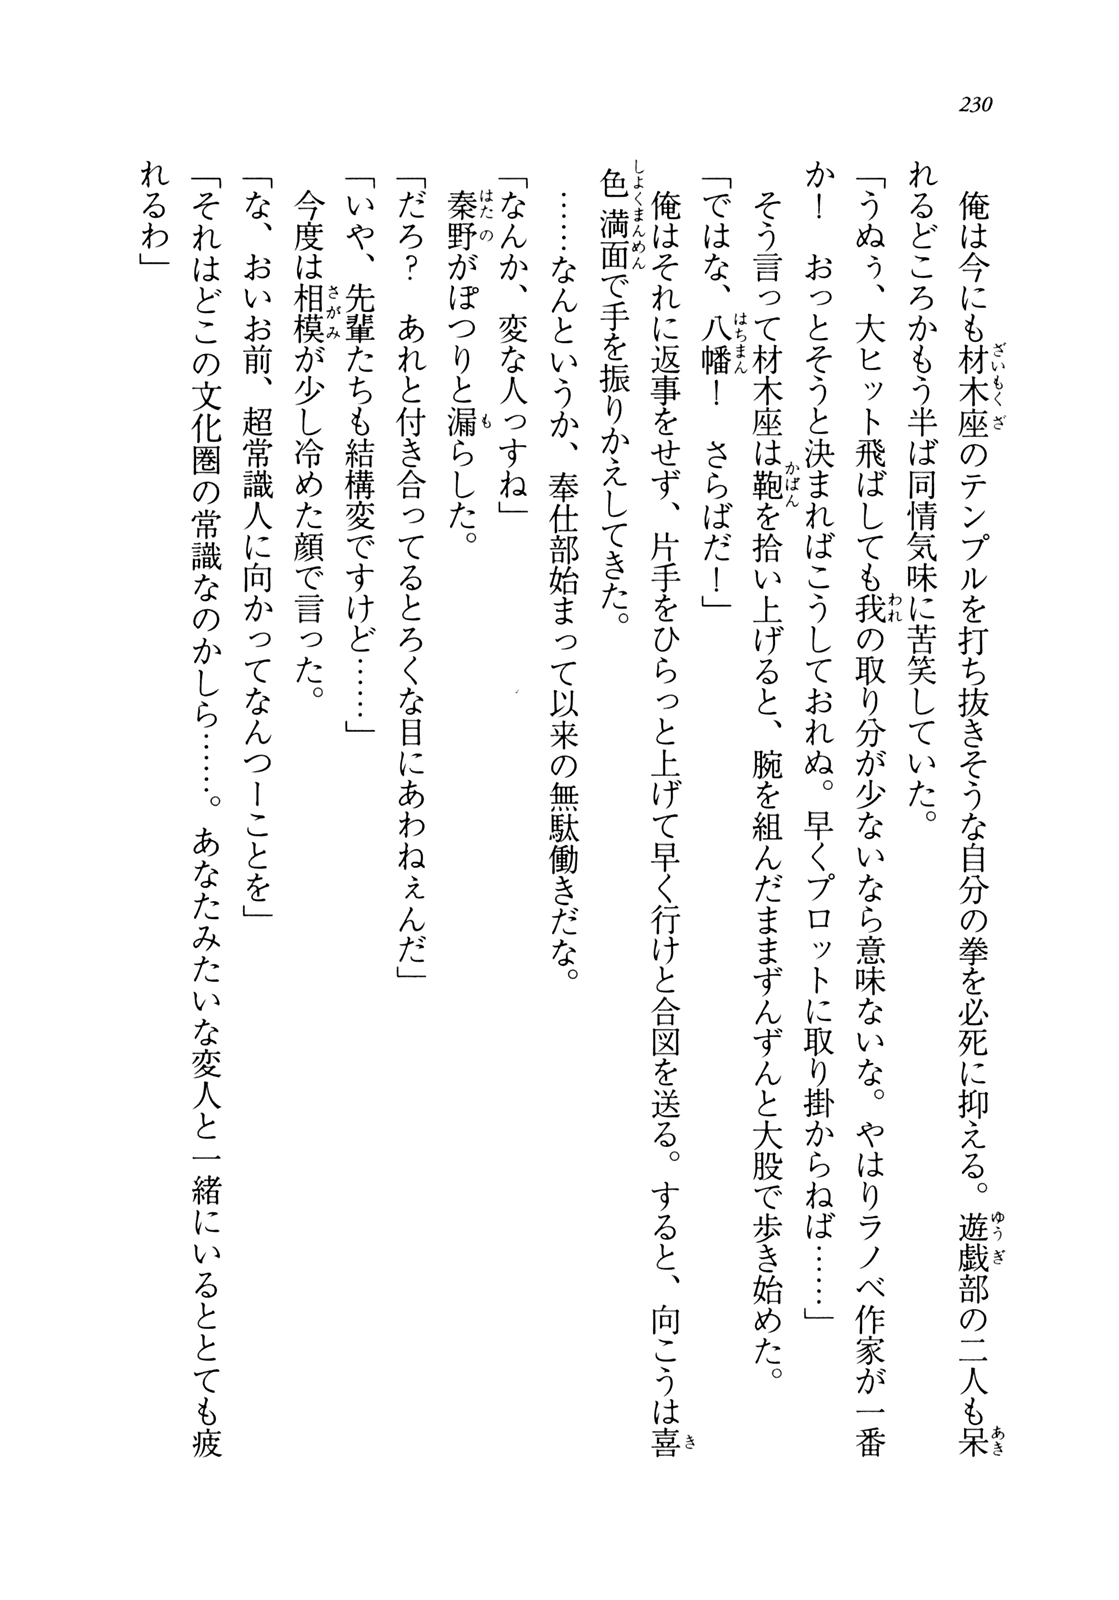 230
俺は今にも材木座のテンプルを打ち抜きそうな自分の拳を必死に抑える。遊戯部の二人も呆
れるどころかもう半ば同情気味に苦笑していた。
「うぬぅ、大ヒット飛ばしても我の取り分が少ないなら意味ないな。やはりラノベ作家が一番
か！　おっとそうと決まればこうしておれぬ。早くプロットに取り掛からねば……」
そう言って材木座は鞄を拾い上げると、腕を組んだままずんずんと大股で歩き始めた。
「ではな、八幡！　さらばだ！」
俺はそれに返事をせず、片手をひらっと上げて早く行けと合図を送る。すると、向こうは喜
色満面で手を振りかえしてきた。
……なんというか、奉仕部始まって以来の無駄働きだな。
「なんか、変な人っすね」
秦野がぽつりと漏らした。
「だろ？　あれと付き合ってるとろくな目にあわねぇんだ」
「いや、先輩たちも結構変ですけど……」
今度は相模が少し冷めた顔で言った。
「な、おいお前、超常識人に向かってなんつーことを」
「それはどこの文化圏の常識なのかしら……。あなたみたいな変人と一緒にいるととても疲
れるわ」